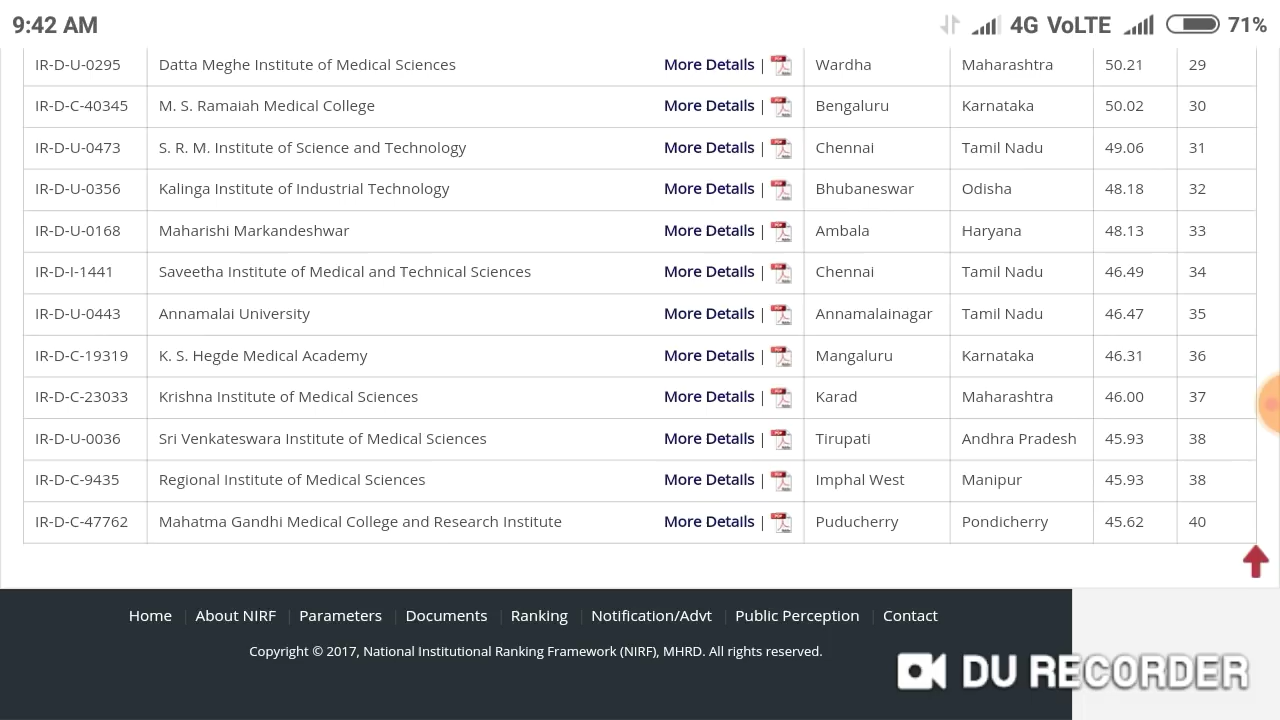 9:42 AM 4G VoLTE 71%
IR-D-U-0295 Datta Meghe Institute of Medical Sciences More Details | Wardha Maharashtra 50.21 29
IR-D-C-40345 M. S. Ramaiah Medical College More Details | Bengaluru Karnataka 50.02 30
IR-D-U-0473 S. R. M. Institute of Science and Technology More Details | Chennai Tamil Nadu 49.06 31
IR-D-U-0356 Kalinga Institute of Industrial Technology More Details | Bhubaneswar Odisha 48.18 32
IR-D-U-0168 Maharishi Markandeshwar More Details | Ambala Haryana 48.13 33
IR-D-I-1441 Saveetha Institute of Medical and Technical Sciences More Details | Chennai Tamil Nadu 46.49 34
IR-D-U-0443 Annamalai University More Details | Annamalainagar Tamil Nadu 46.47 35
IR-D-C-19319 K. S. Hegde Medical Academy More Details | Mangaluru Karnataka 46.31 36
IR-D-C-23033 Krishna Institute of Medical Sciences More Details | Karad Maharashtra 46.00 37
IR-D-U-0036 Sri Venkateswara Institute of Medical Sciences More Details | Tirupati Andhra Pradesh 45.93 38
IR-D-C-9435 Regional Institute of Medical Sciences More Details | Imphal West Manipur 45.93 38
IR-D-C-47762 Mahatma Gandhi Medical College and Research Institute More Details | Puducherry Pondicherry 45.62 40
Home | About NIRF | Parameters | Documents | Ranking | Notification/Advt | Public Perception | Contact
Copyright © 2017, National Institutional Ranking Framework (NIRF), MHRD. All rights reserved.
DU RECORDER